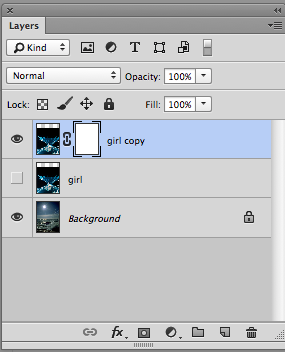 Layers
Kind
Normal Opacity: 100%
Lock: Fill: 100%
girl copy
girl
Background
fx